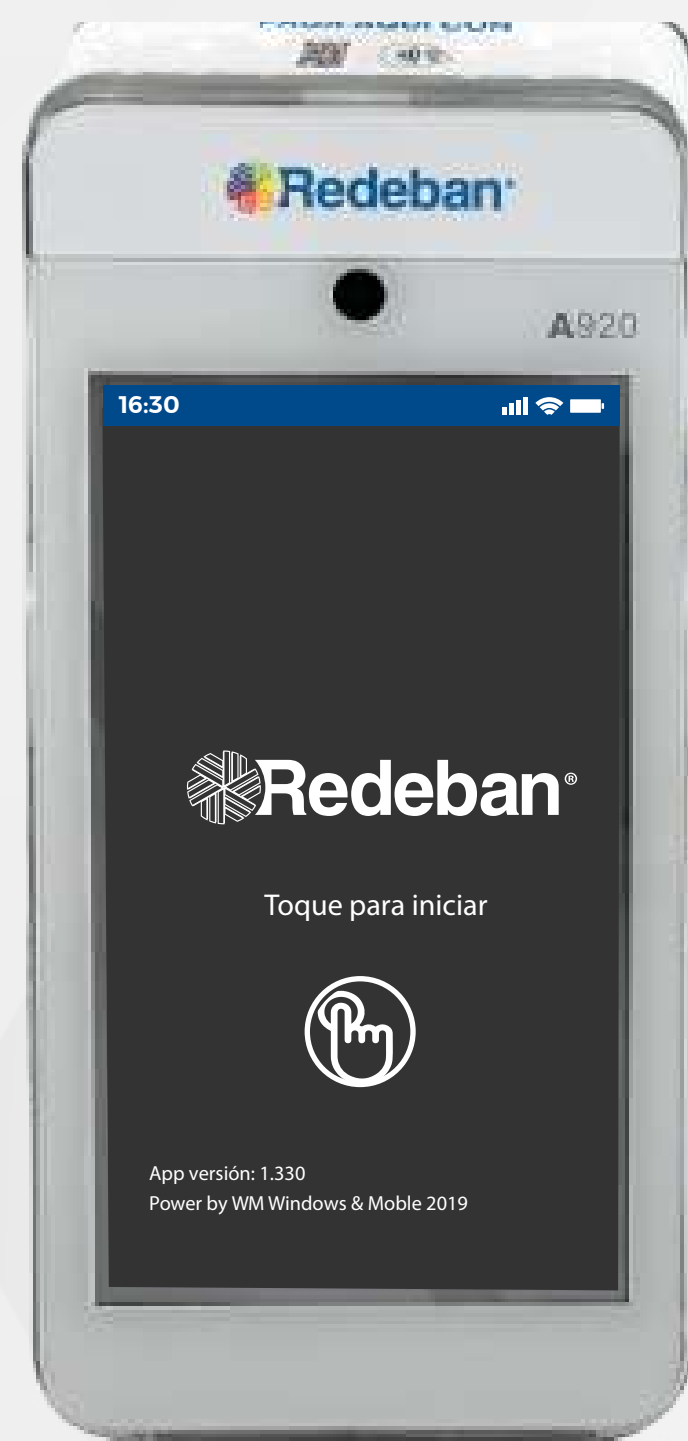 Redeban
A920
16:30
Redeban®
Toque para iniciar
App versión: 1.330
Power by WM Windows & Moble 2019